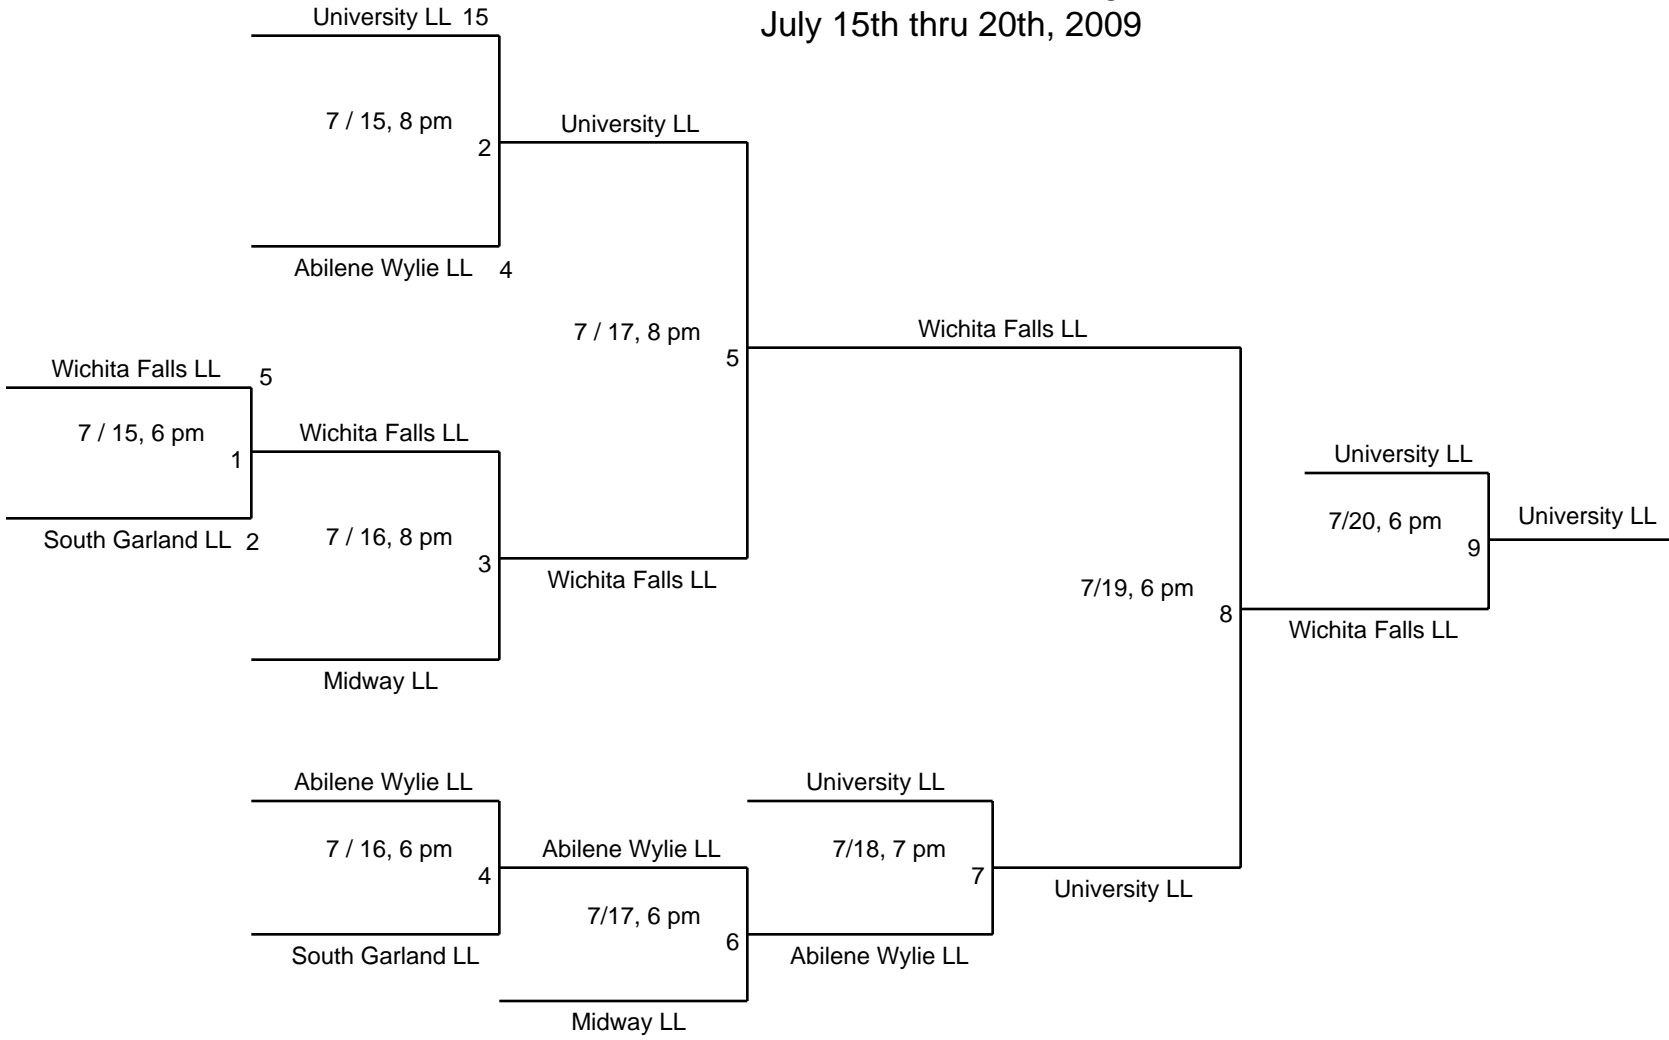 University LL 15
July 15th thru 20th, 2009
7 / 15, 8 pm
University LL
2
Abilene Wylie LL 4
7 / 17, 8 pm
Wichita Falls LL
5
Wichita Falls LL 5
7 / 15, 6 pm
Wichita Falls LL
1
University LL
South Garland LL 2
7 / 16, 8 pm
7/20, 6 pm
University LL
9
3
Wichita Falls LL
7/19, 6 pm
8
Wichita Falls LL
Midway LL
Abilene Wylie LL
University LL
7 / 16, 6 pm
Abilene Wylie LL
7/18, 7 pm
4
7
University LL
7/17, 6 pm
6
South Garland LL
Abilene Wylie LL
Midway LL